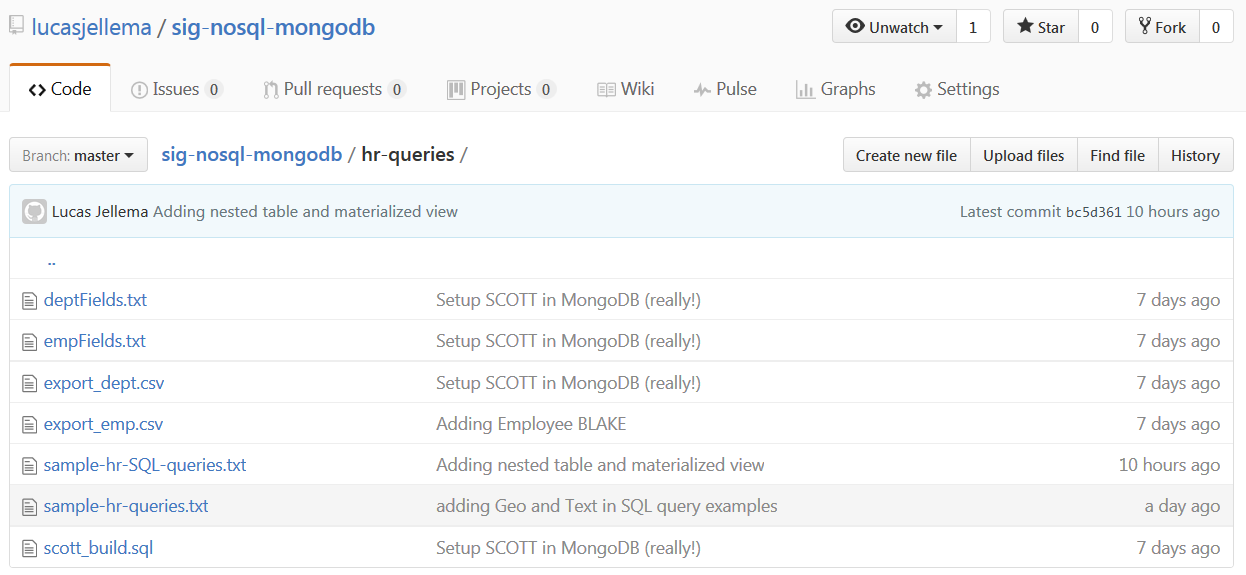 lucasjellema / sig-nosql-mongodb Unwatch 1 Star 0 Fork 0
Code Issues 0 Pull requests 0 Projects 0 Wiki Pulse Graphs Settings
Branch: master sig-nosql-mongodb / hr-queries / Create new file Upload files Find file History
Lucas Jellema Adding nested table and materialized view Latest commit bc5d361 10 hours ago
..
deptFields.txt Setup SCOTT in MongoDB (really!) 7 days ago
empFields.txt Setup SCOTT in MongoDB (really!) 7 days ago
export_dept.csv Setup SCOTT in MongoDB (really!) 7 days ago
export_emp.csv Adding Employee BLAKE 7 days ago
sample-hr-SQL-queries.txt Adding nested table and materialized view 10 hours ago
sample-hr-queries.txt adding Geo and Text in SQL query examples a day ago
scott_build.sql Setup SCOTT in MongoDB (really!) 7 days ago